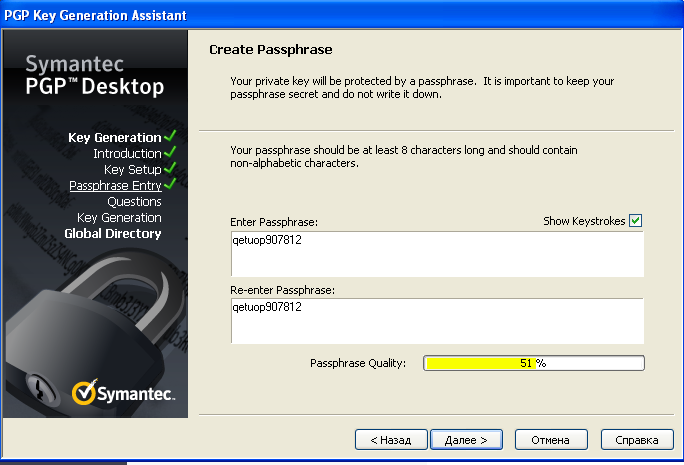 PGP Key Generation Assistant
Symantec
PGP™ Desktop
Key Generation
Introduction
Key Setup
Passphrase Entry
Questions
Key Generation
Global Directory
Symantec.
Create Passphrase
Your private key will be protected by a passphrase. It is important to keep your
passphrase secret and do not write it down.
Your passphrase should be at least 8 characters long and should contain
non-alphabetic characters.
Enter Passphrase: Show Keystrokes
qetuop907812
Re-enter Passphrase:
qetuop907812
Passphrase Quality: 51 %
< Назад Далее > Отмена Справка